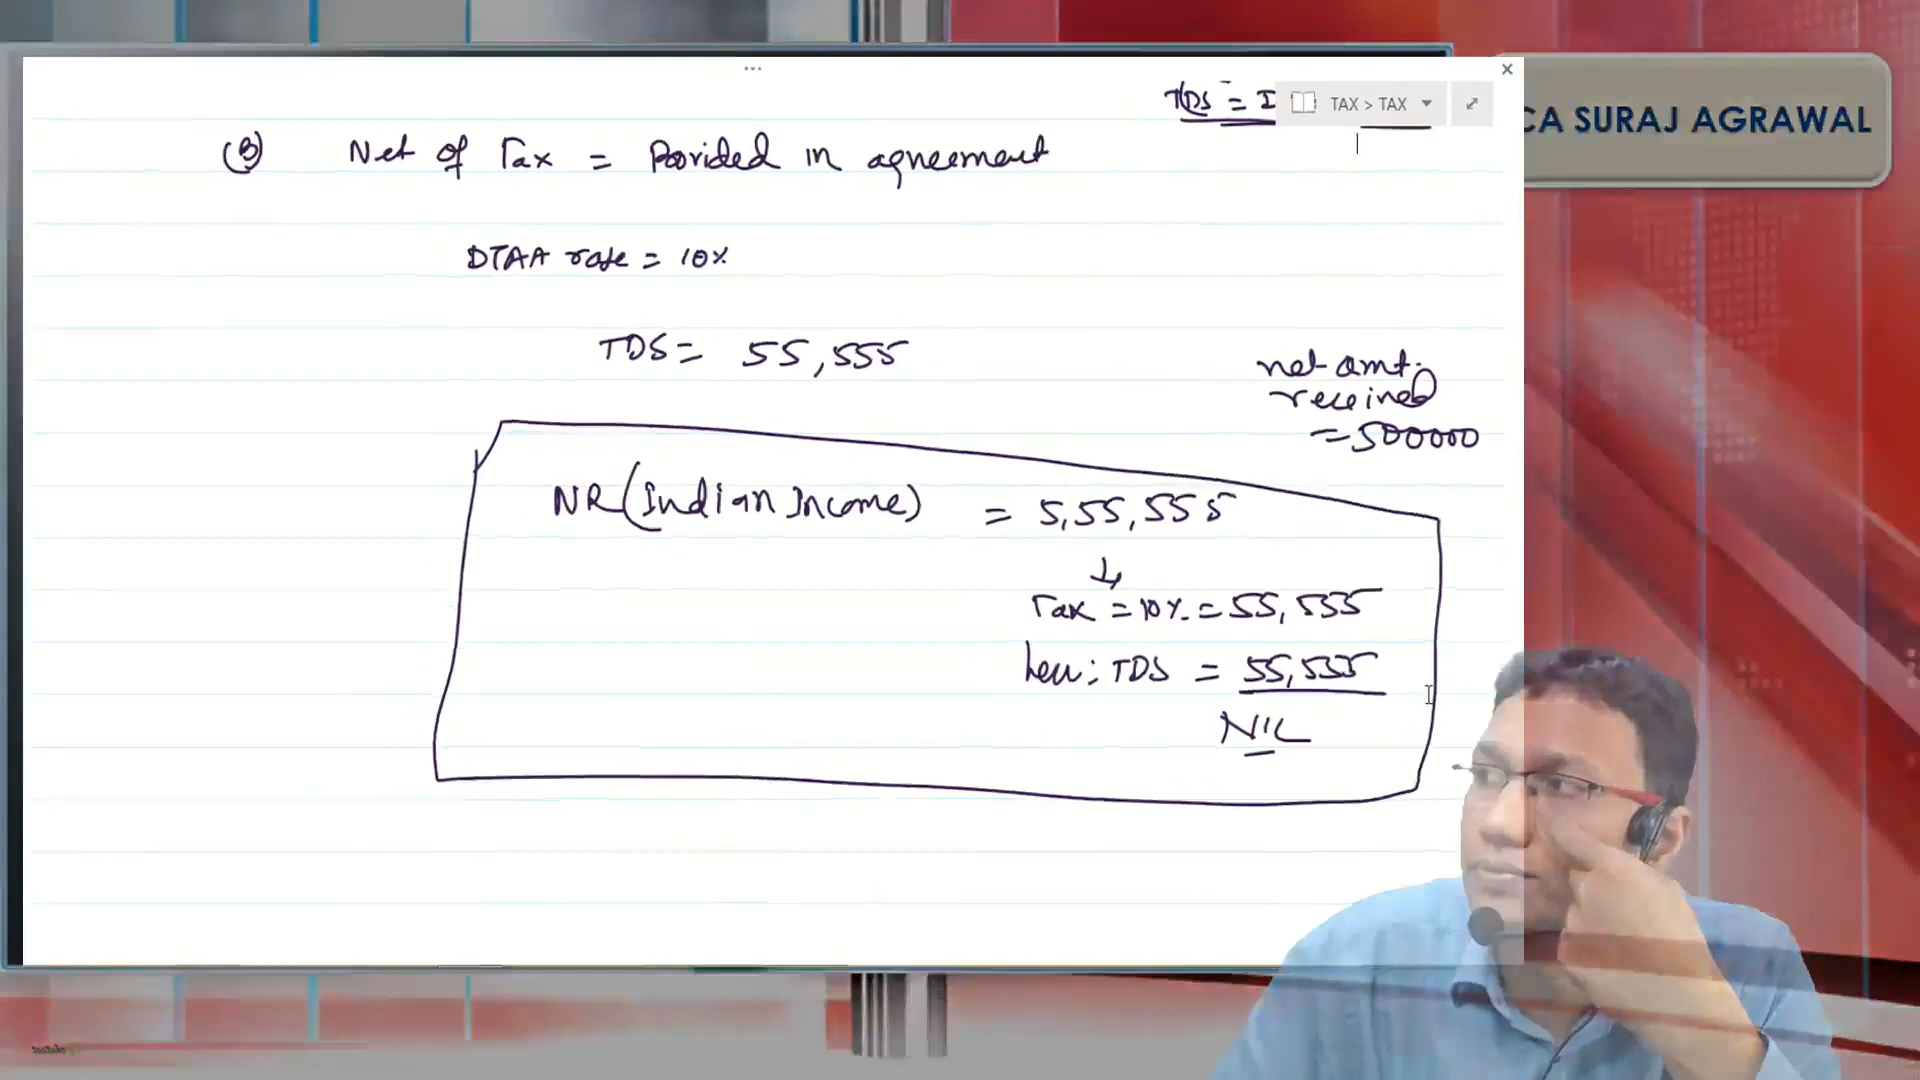 TDS = I
TAX > TAX
CA SURAJ AGRAWAL
(B) Net of Tax = Provided in agreement
DTAA rate = 10%
TDS = 55,555
net amt.
received
= 500000
NR (Indian Income) = 5,55,555
Tax = 10% = 55,555
Less: TDS = 55,555
NIL